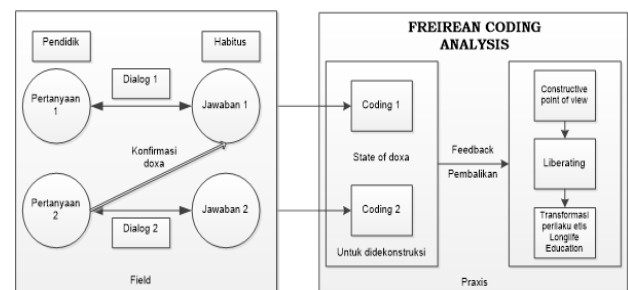 Pendidik
Habitus
Dialog 1
Pertanyaan
1
Jawaban 1
Konfirmasi
doxa
Pertanyaan
2
Jawaban 2
Dialog 2
Field
FREIREAN CODING
ANALYSIS
Coding 1
State of doxa
Coding 2
Untuk didekonstruksi
Feedback
Pembalikan
Constructive
point of view
Liberating
Transformasi
perilaku etis
Longlife
Education
Praxis